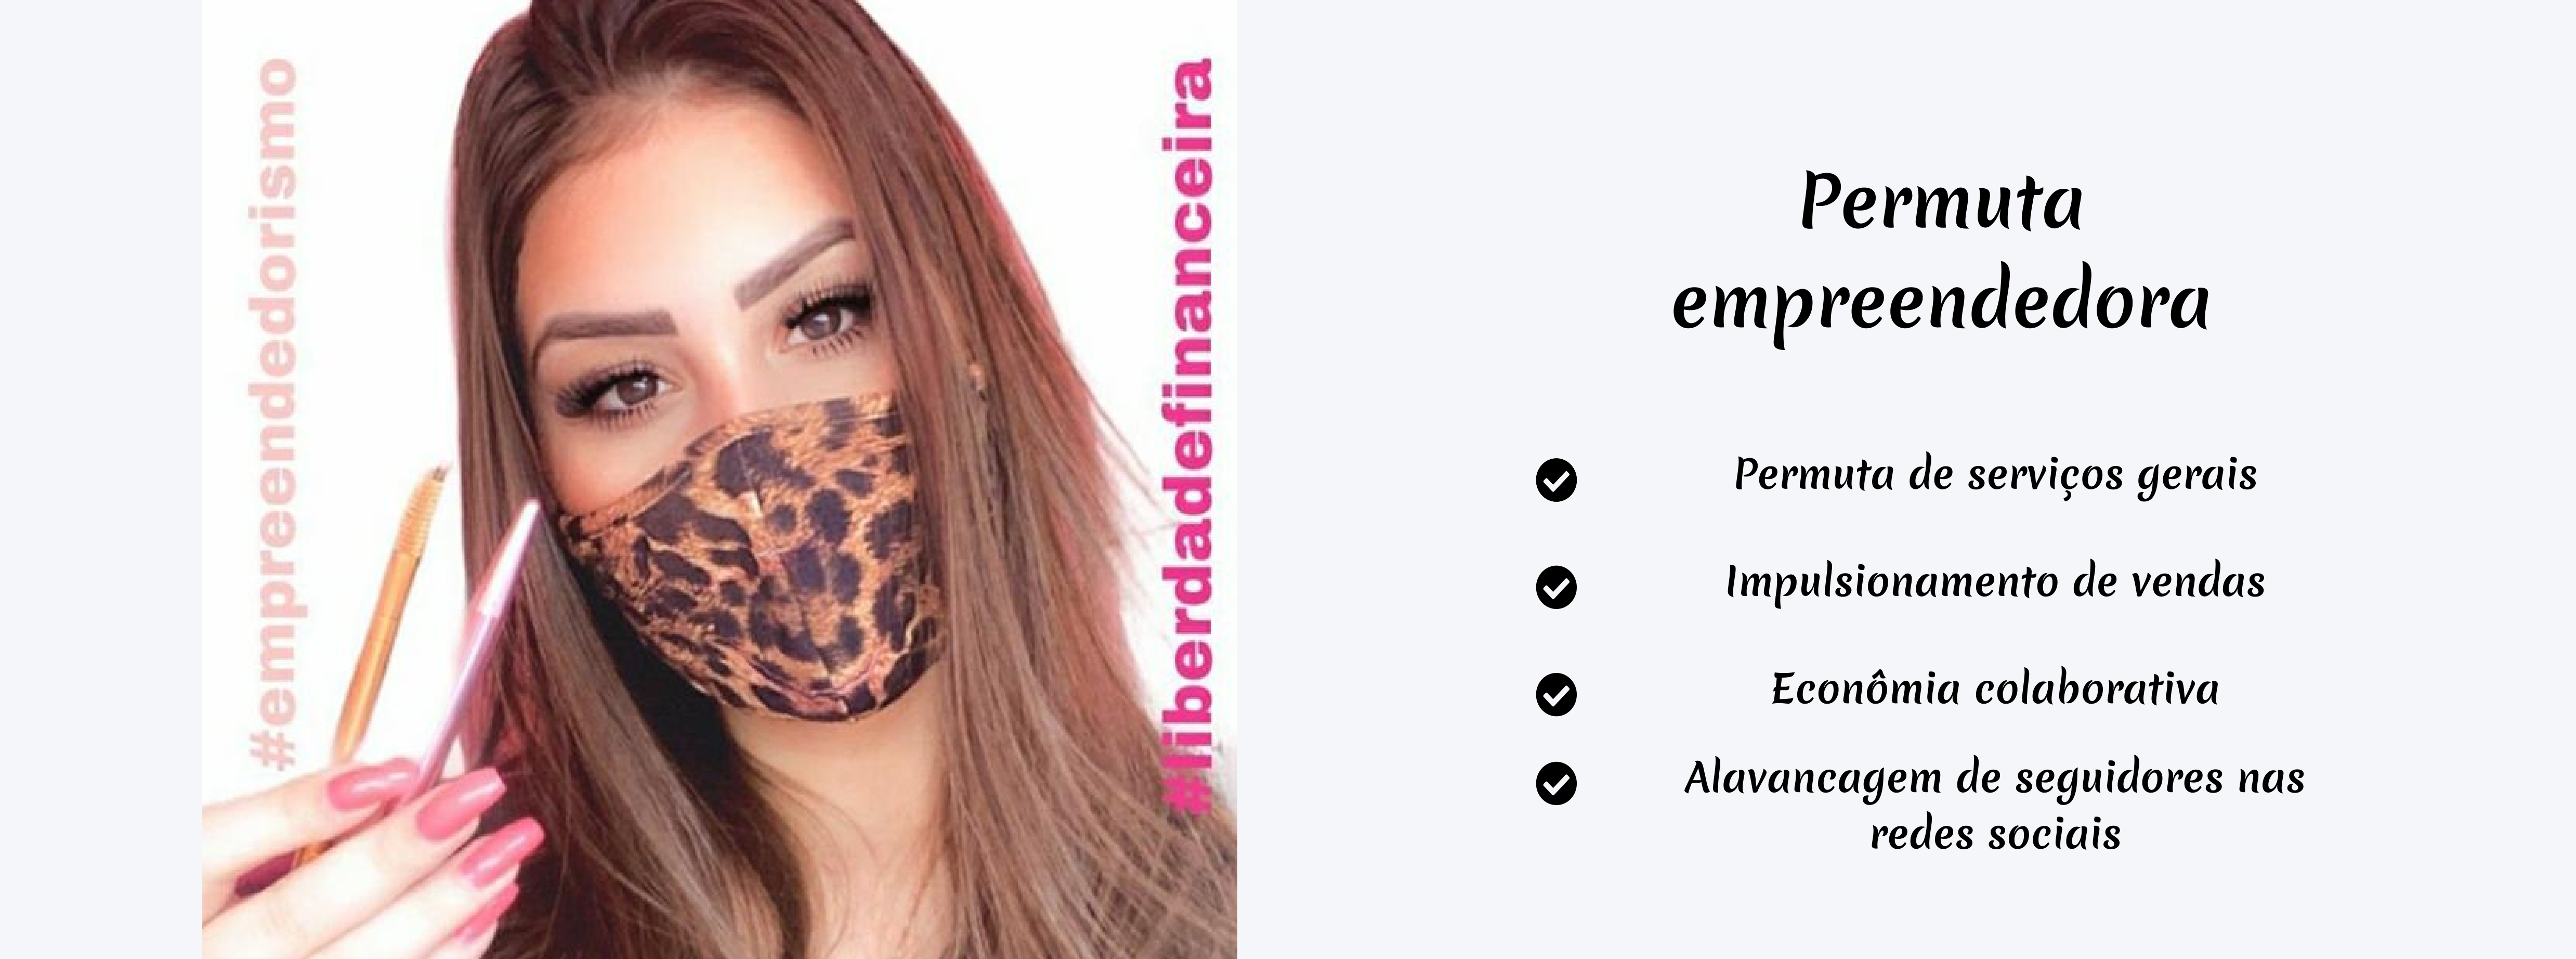 #empreendedorismo
#liberdadefinanceira
Permuta
empreendedora
Permuta de serviços gerais
Impulsionamento de vendas
Econômia colaborativa
Alavancagem de seguidores nas
redes sociais